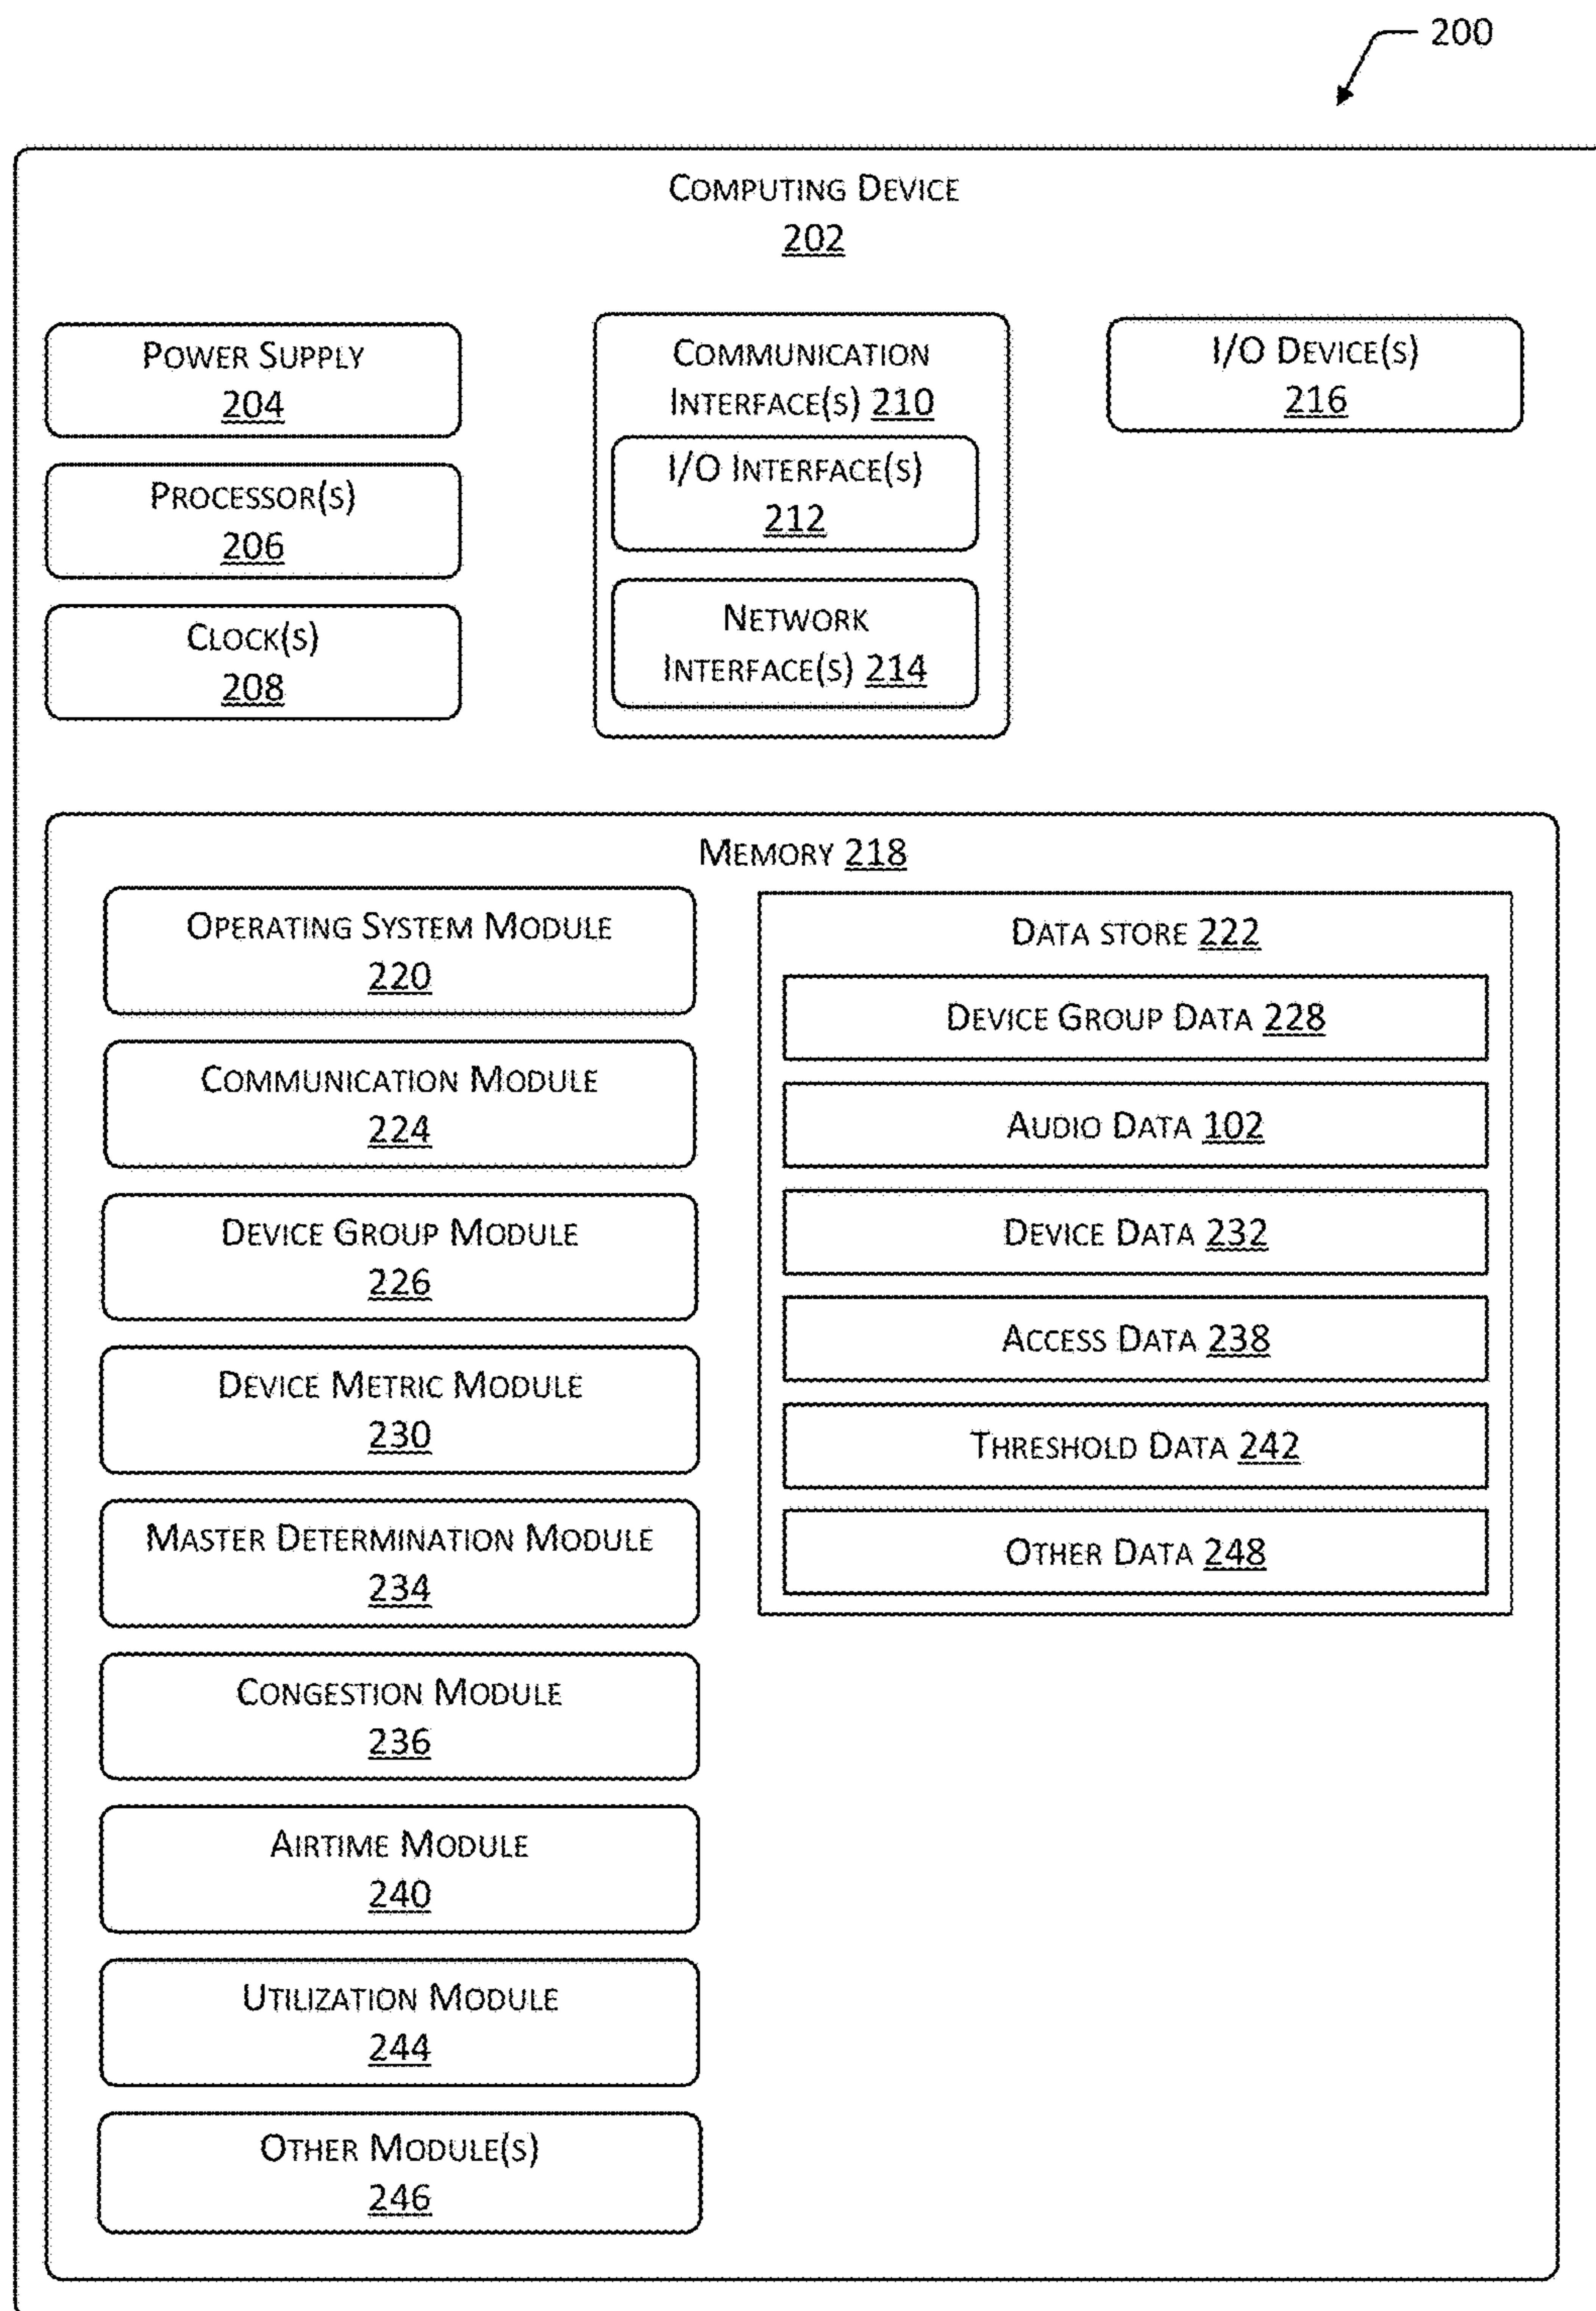 200
COMPUTING DEVICE
202
POWER SUPPLY
204
PROCESSOR(S)
206
CLOCK(S)
208
COMMUNICATION
INTERFACE(S) 210
I/O INTERFACE(S)
212
NETWORK
INTERFACE(S) 214
I/O DEVICE(S)
216
MEMORY 218
OPERATING SYSTEM MODULE
220
COMMUNICATION MODULE
224
DEVICE GROUP MODULE
226
DEVICE METRIC MODULE
230
MASTER DETERMINATION MODULE
234
CONGESTION MODULE
236
AIRTIME MODULE
240
UTILIZATION MODULE
244
OTHER MODULE(S)
246
DATA STORE 222
DEVICE GROUP DATA 228
AUDIO DATA 102
DEVICE DATA 232
ACCESS DATA 238
THRESHOLD DATA 242
OTHER DATA 248